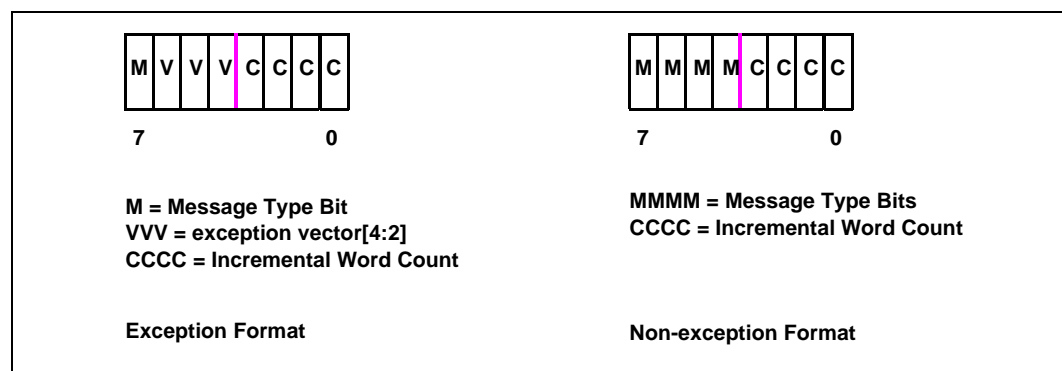 M V V V C C C C
7 0
M = Message Type Bit
VVV = exception vector[4:2]
CCCC = Incremental Word Count
Exception Format
M M M M C C C C
7 0
MMMM = Message Type Bits
CCCC = Incremental Word Count
Non-exception Format